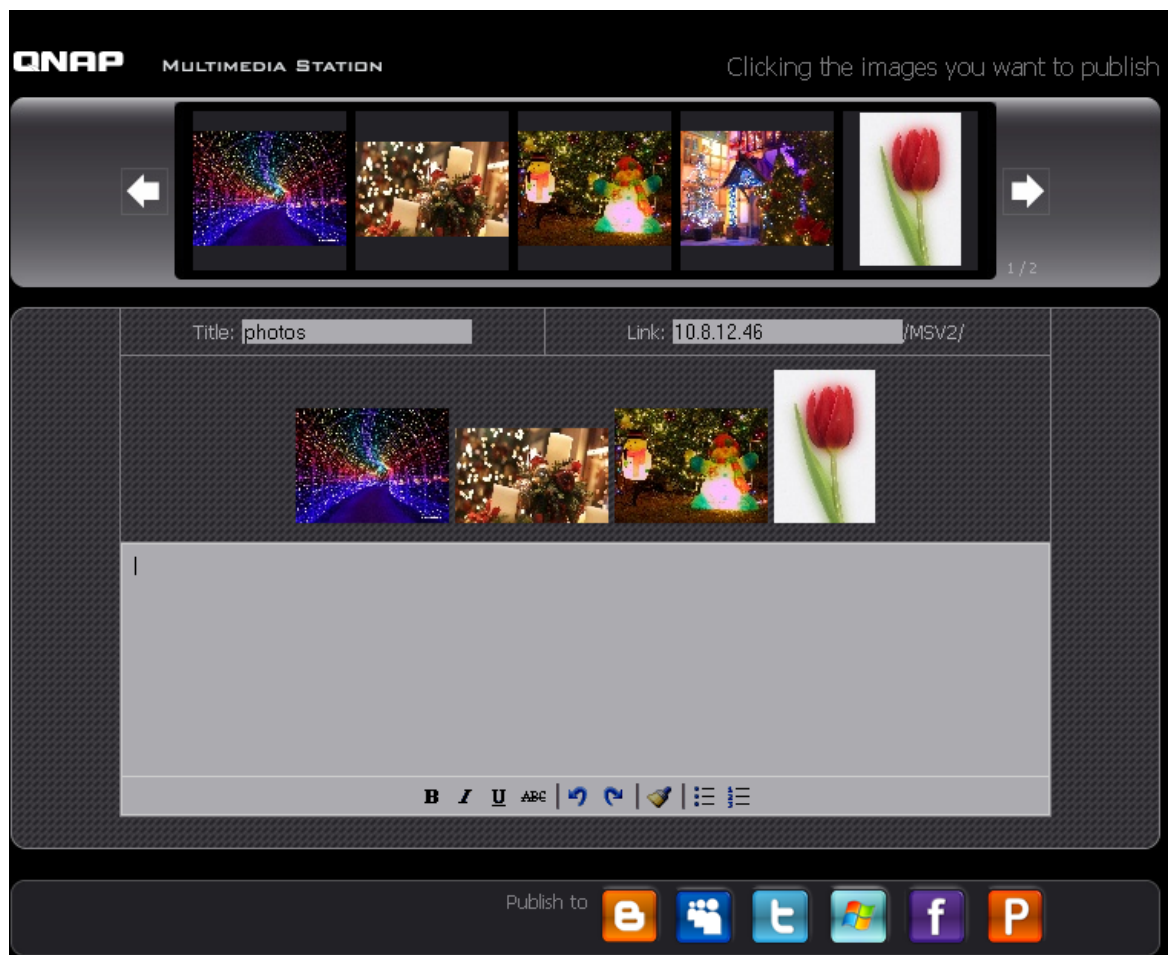 QNAP MULTIMEDIA STATION
Clicking the images you want to publish
1 / 2
Title: photos
Link: 10.8.12.46 /MSV2/
B I U ABC
Publish to